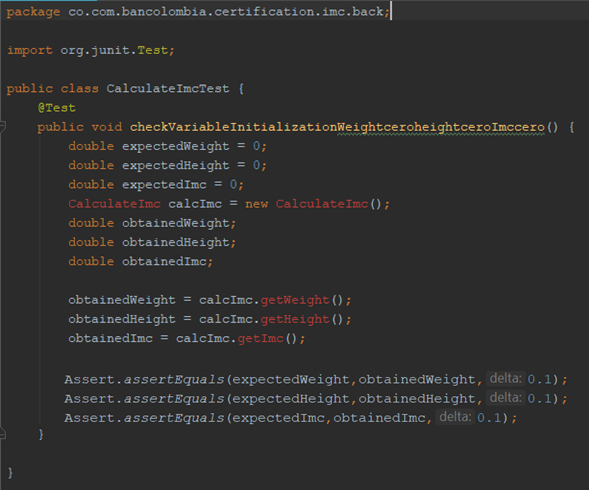 package co.com.bancolombia.certification.imc.back;
import org.junit.Test;
public class CalculateImcTest {
@Test
public void checkVariableInitializationWeightceroheightceroImccero() {
double expectedWeight = 0;
double expectedHeight = 0;
double expectedImc = 0;
CalculateImc calcImc = new CalculateImc();
double obtainedWeight;
double obtainedHeight;
double obtainedImc;
obtainedWeight = calcImc.getWeight();
obtainedHeight = calcImc.getHeight();
obtainedImc = calcImc.getImc();
Assert.assertEquals(expectedWeight,obtainedWeight, delta: 0.1);
Assert.assertEquals(expectedHeight,obtainedHeight, delta: 0.1);
Assert.assertEquals(expectedImc,obtainedImc, delta: 0.1);
}
}